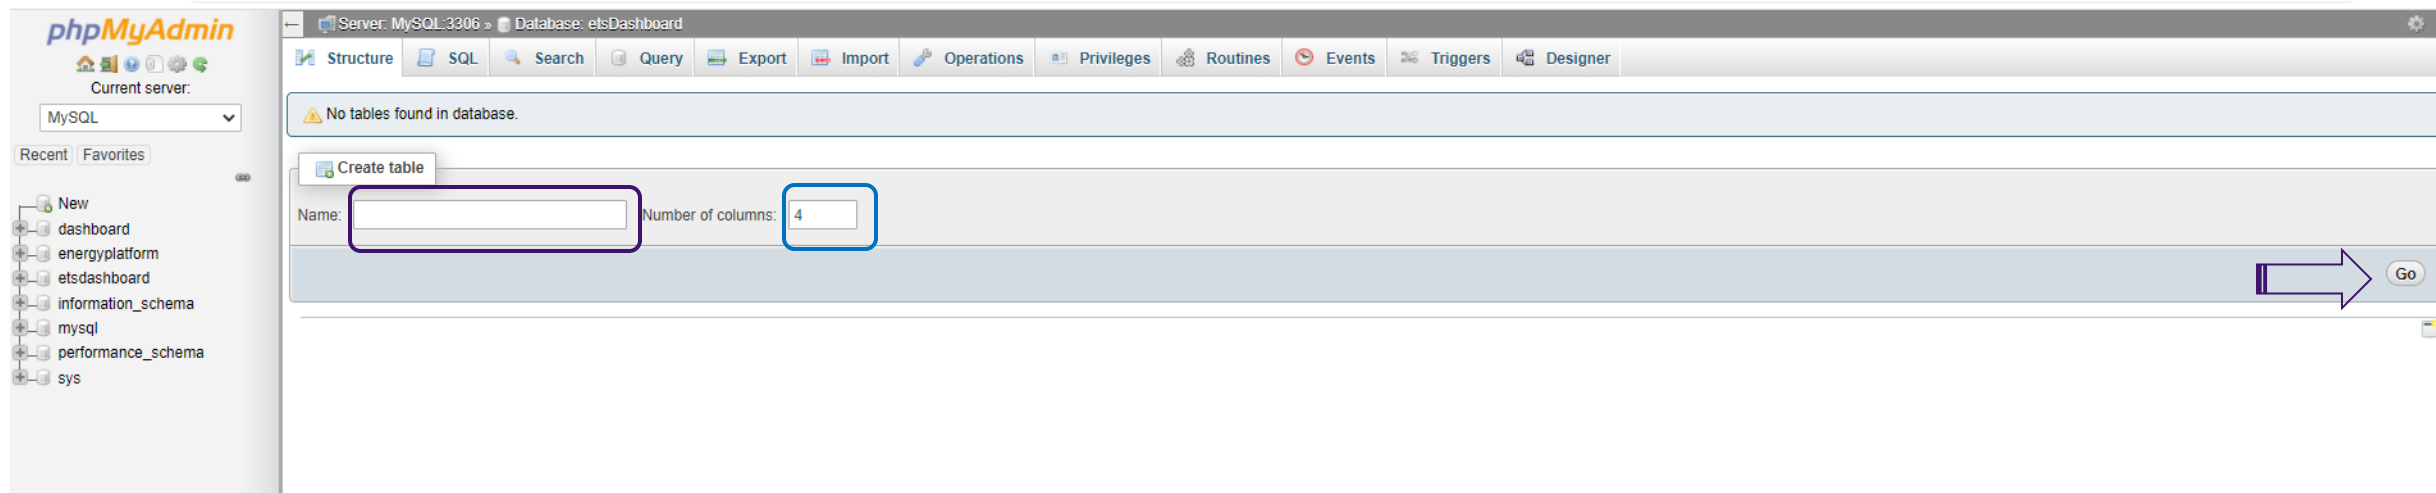 phpMyAdmin
Current server:
MySQL
Recent Favorites
New
dashboard
energyplatform
etsdashboard
information_schema
mysql
performance_schema
sys
Server: MySQL:3306 » Database: etsDashboard
Structure SQL Search Query Export Import Operations Privileges Routines Events Triggers Designer
No tables found in database.
Create table
Name: Number of columns: 4
Go